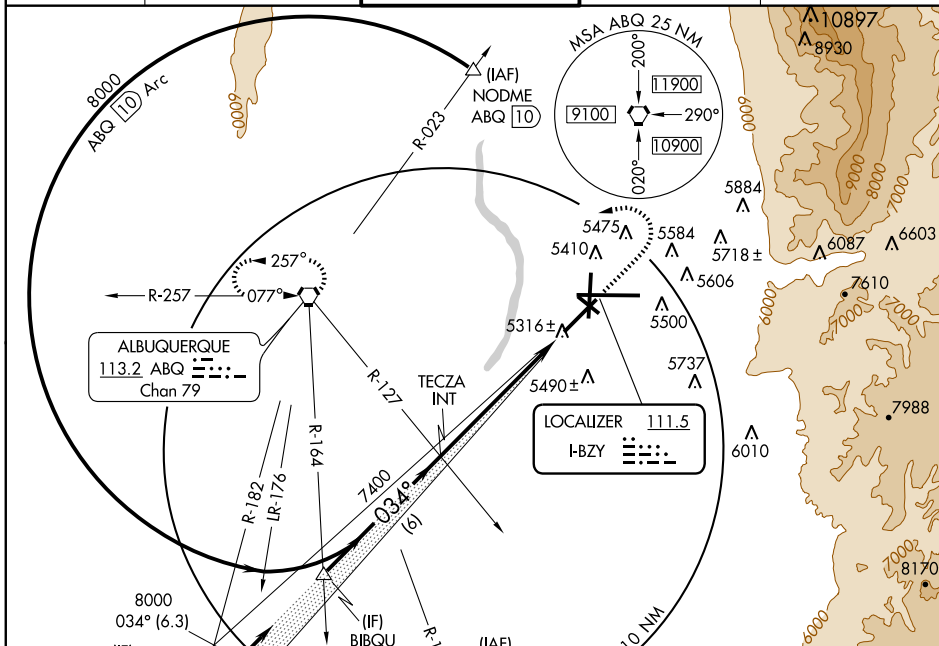 8000
ABQ 10 Arc
6000
(IAF)
NODME
ABQ 10
R-023
MSA ABQ 25 NM
200°
11900
9100
290°
10900
020°
10897
8930
6000
9000
8000
7000
5884
5475
5410
5584
5718 ±
6087
6603
5606
7610
7000
6000
5500
5316 ±
5737
5490 ±
7988
6010
257°
R-257
077°
ALBUQUERQUE
113.2 ABQ
Chan 79
R-127
TECZA
INT
LOCALIZER 111.5
I-BZY
R-164
R-182
LR-176
7400
034°
(6)
7000
8170
8000
034° (6.3)
(IF)
BIBQU
R-1
(IAF)
10 NM
6000